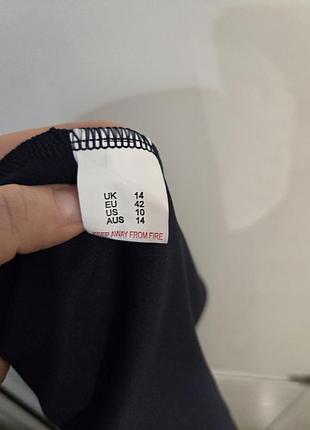 UK 14
EU 42
US 10
AUS 14
KEEP AWAY FROM FIRE